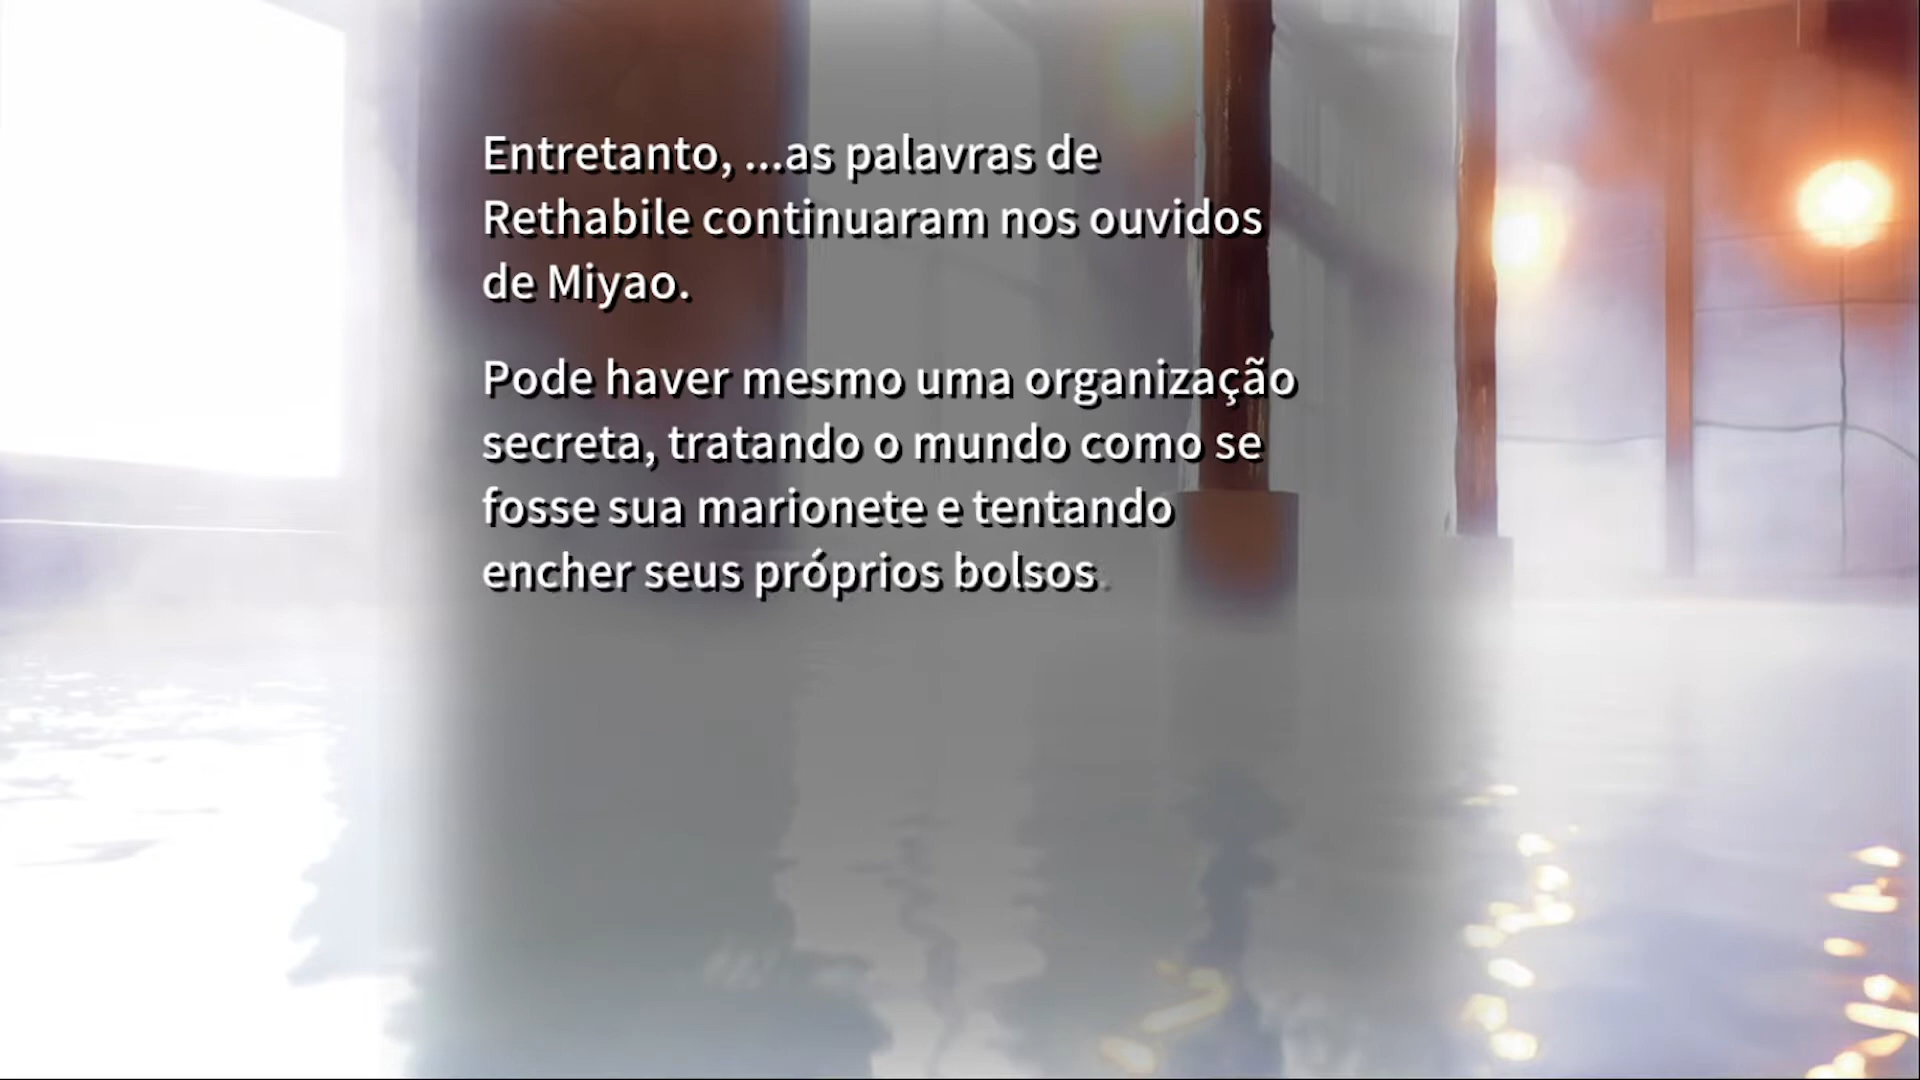 Entretanto, ...as palavras de
Rethabile continuaram nos ouvidos
de Miyao.
Pode haver mesmo uma organização
secreta, tratando o mundo como se
fosse sua marionete e tentando
encher seus próprios bolsos.